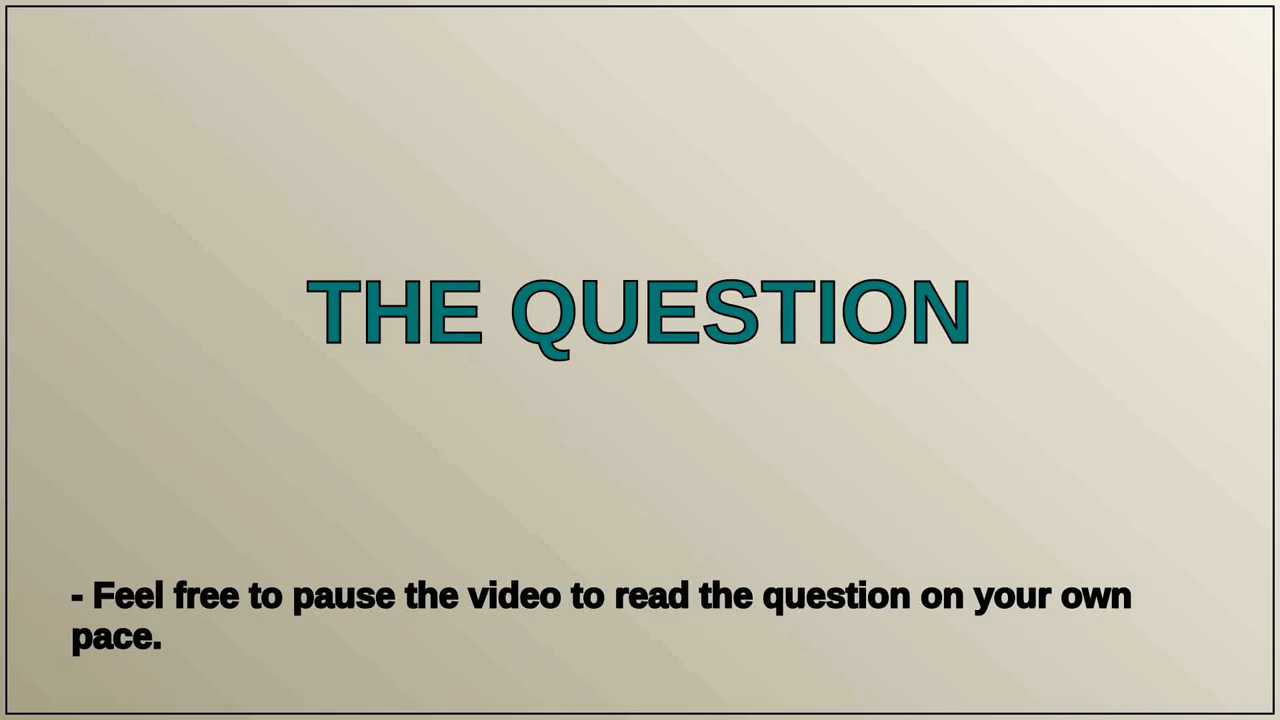 THE QUESTION
- Feel free to pause the video to read the question on your own
pace.